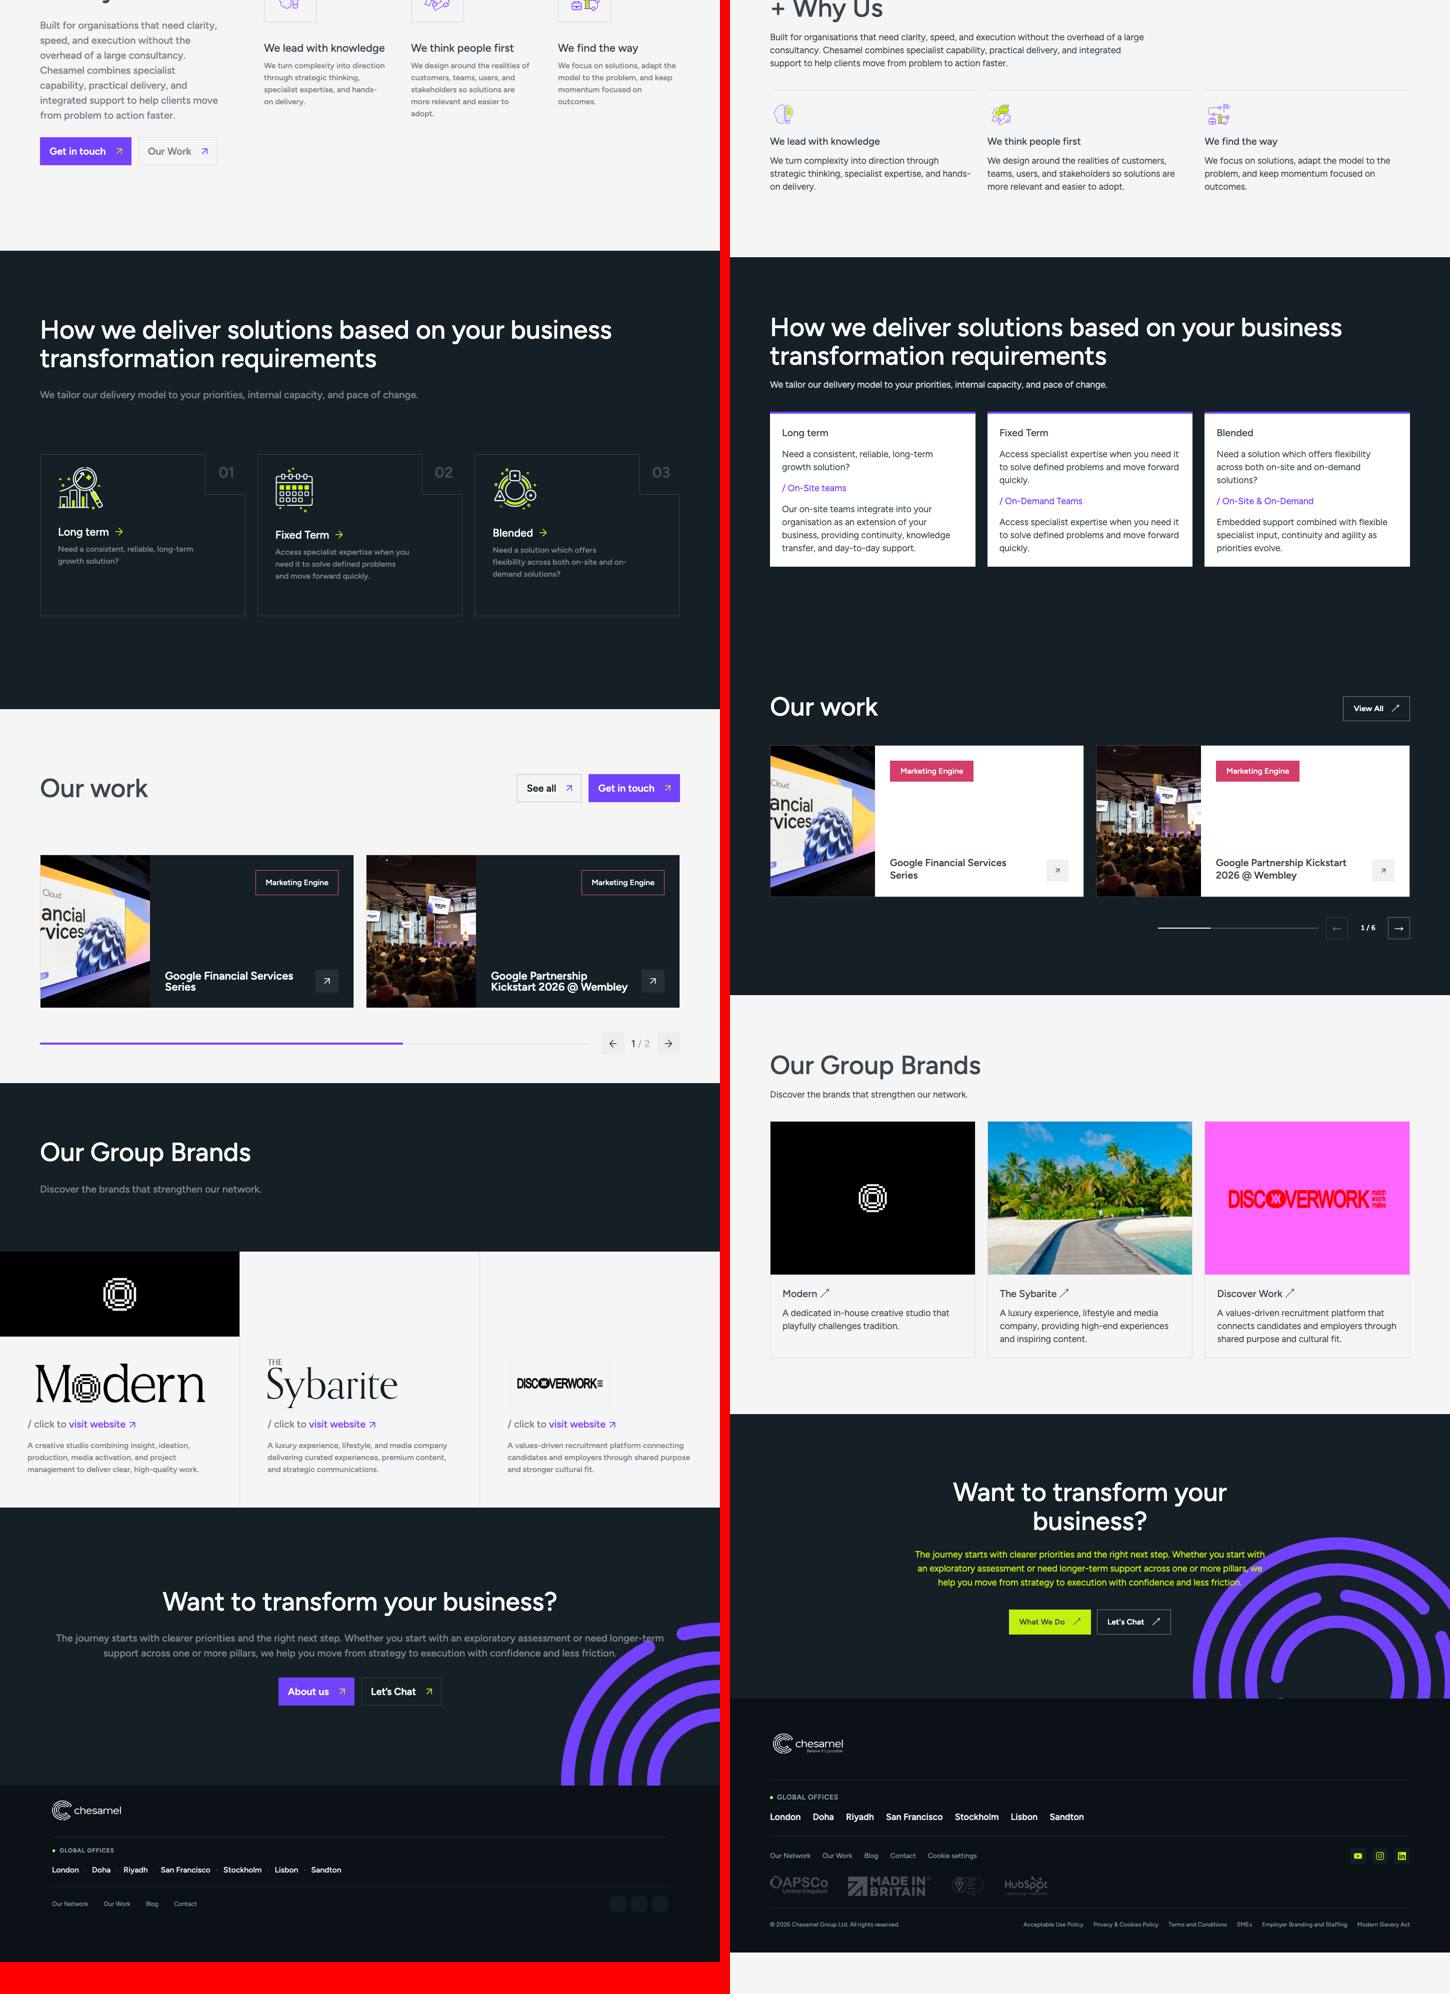 Built for organisations that need clarity,
speed, and execution without the
overhead of a large consultancy.
Chesamel combines specialist
capability, practical delivery, and
integrated support to help clients move
from problem to action faster.
Get in touch
Our Work
We lead with knowledge
We turn complexity into direction
through strategic thinking,
specialist expertise, and hands-
on delivery.
We think people first
We design around the realities of
customers, teams, users, and
stakeholders so solutions are
more relevant and easier to
adopt.
We find the way
We focus on solutions, adapt the
model to the problem, and keep
momentum focused on
outcomes.
How we deliver solutions based on your business
transformation requirements
We tailor our delivery model to your priorities, internal capacity, and pace of change.
01
Long term
Need a consistent, reliable, long-term
growth solution?
02
Fixed Term
Access specialist expertise when you
need it to solve defined problems
and move forward quickly.
03
Blended
Need a solution which offers
flexibility across both on-site and on-
demand solutions?
Our work
See all
Get in touch
Cloud
ancial
rvices
Marketing Engine
Google Financial Services
Series
Marketing Engine
Google Partnership
Kickstart 2026 @ Wembley
1 / 2
Our Group Brands
Discover the brands that strengthen our network.
Modern
/ click to visit website
A creative studio combining insight, ideation,
production, media activation, and project
management to deliver clear, high-quality work.
THE
Sybarite
/ click to visit website
A luxury experience, lifestyle, and media company
delivering curated experiences, premium content,
and strategic communications.
DISCOVERWORK
/ click to visit website
A values-driven recruitment platform connecting
candidates and employers through shared purpose
and stronger cultural fit.
Want to transform your business?
The journey starts with clearer priorities and the right next step. Whether you start with an exploratory assessment or need longer-term
support across one or more pillars, we help you move from strategy to execution with confidence and less friction.
About us
Let's Chat
chesamel
GLOBAL OFFICES
London · Doha · Riyadh · San Francisco · Stockholm · Lisbon · Sandton
Our Network Our Work Blog Contact
+ Why Us
Built for organisations that need clarity, speed, and execution without the overhead of a large
consultancy. Chesamel combines specialist capability, practical delivery, and integrated
support to help clients move from problem to action faster.
We lead with knowledge
We turn complexity into direction through
strategic thinking, specialist expertise, and hands-
on delivery.
We think people first
We design around the realities of customers,
teams, users, and stakeholders so solutions are
more relevant and easier to adopt.
We find the way
We focus on solutions, adapt the model to the
problem, and keep momentum focused on
outcomes.
How we deliver solutions based on your business
transformation requirements
We tailor our delivery model to your priorities, internal capacity, and pace of change.
Long term
Need a consistent, reliable, long-term
growth solution?
/ On-Site teams
Our on-site teams integrate into your
organisation as an extension of your
business, providing continuity, knowledge
transfer, and day-to-day support.
Fixed Term
Access specialist expertise when you need it
to solve defined problems and move forward
quickly.
/ On-Demand Teams
Access specialist expertise when you need it
to solve defined problems and move forward
quickly.
Blended
Need a solution which offers flexibility
across both on-site and on-demand
solutions?
/ On-Site & On-Demand
Embedded support combined with flexible
specialist input, continuity and agility as
priorities evolve.
Our work
View All
Cloud
ancial
rvices
Marketing Engine
Google Financial Services
Series
Marketing Engine
Google Partnership Kickstart
2026 @ Wembley
1 / 6
Our Group Brands
Discover the brands that strengthen our network.
Modern
A dedicated in-house creative studio that
playfully challenges tradition.
The Sybarite
A luxury experience, lifestyle and media
company, providing high-end experiences
and inspiring content.
DISCOVERWORK match work mates
Discover Work
A values-driven recruitment platform that
connects candidates and employers through
shared purpose and cultural fit.
Want to transform your
business?
The journey starts with clearer priorities and the right next step. Whether you start with
an exploratory assessment or need longer-term support across one or more pillars, we
help you move from strategy to execution with confidence and less friction.
What We Do
Let's Chat
chesamel
Believe it's possible
GLOBAL OFFICES
London Doha Riyadh San Francisco Stockholm Lisbon Sandton
Our Network Our Work Blog Contact Cookie settings
APSCo
United Kingdom
MADE IN
BRITAIN
HubSpot
CERTIFIED PARTNER
© 2026 Chesamel Group Ltd. All rights reserved.
Acceptable Use Policy Privacy & Cookies Policy Terms and Conditions SMEs Employer Branding and Staffing Modern Slavery Act